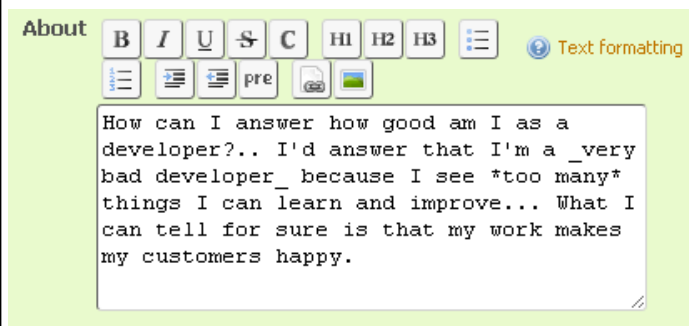 About B I U S C H1 H2 H3 Text formatting
pre
How can I answer how good am I as a
developer?.. I'd answer that I'm a _very
bad developer_ because I see *too many*
things I can learn and improve... What I
can tell for sure is that my work makes
my customers happy.